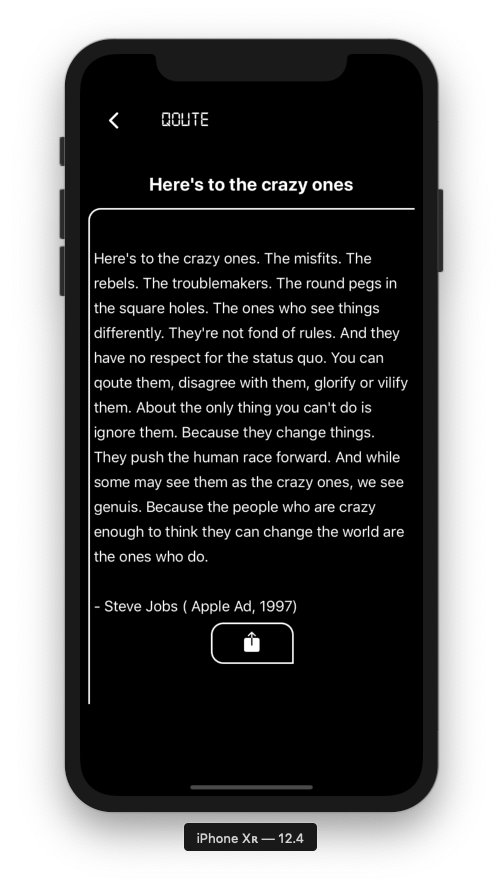 QOUTE
Here's to the crazy ones
Here's to the crazy ones. The misfits. The
rebels. The troublemakers. The round pegs in
the square holes. The ones who see things
differently. They're not fond of rules. And they
have no respect for the status quo. You can
qoute them, disagree with them, glorify or vilify
them. About the only thing you can't do is
ignore them. Because they change things.
They push the human race forward. And while
some may see them as the crazy ones, we see
genuis. Because the people who are crazy
enough to think they can change the world are
the ones who do.
- Steve Jobs ( Apple Ad, 1997)
iPhone Xʀ — 12.4